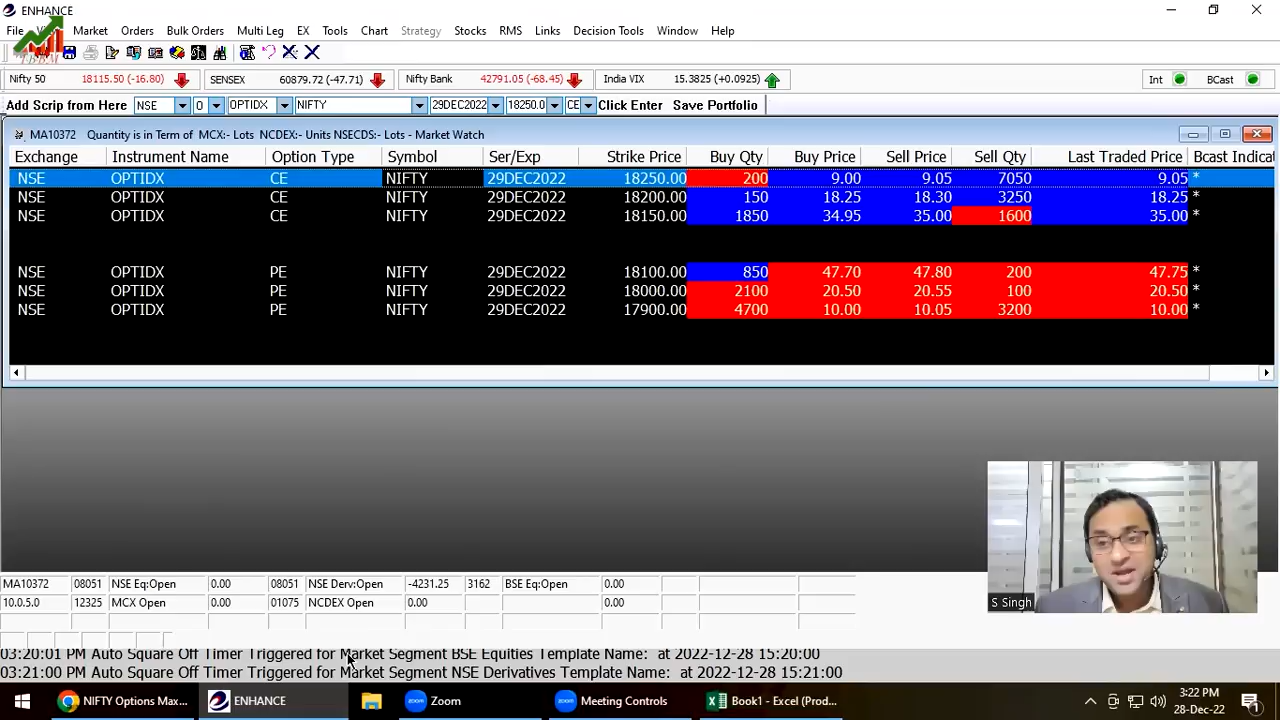 ENHANCE
File Market Orders Bulk Orders Multi Leg EX Tools Chart Strategy Stocks RMS Links Decision Tools Window Help
Nifty 50 18115.50 (-16.80) SENSEX 60879.72 (-47.71) Nifty Bank 42791.05 (-68.45) India VIX 15.3825 (+0.0925) Int BCast
Add Scrip from Here NSE 0 OPTIDX NIFTY 29DEC2022 18250.0 CE Click Enter Save Portfolio
MA10372 Quantity is in Term of MCX:- Lots NCDEX:- Units NSECDS:- Lots - Market Watch
Exchange Instrument Name Option Type Symbol Ser/Exp Strike Price Buy Qty Buy Price Sell Price Sell Qty Last Traded Price Bcast Indicat
NSE OPTIDX CE NIFTY 29DEC2022 18250.00 200 9.00 9.05 7050 9.05 *
NSE OPTIDX CE NIFTY 29DEC2022 18200.00 150 18.25 18.30 3250 18.25 *
NSE OPTIDX CE NIFTY 29DEC2022 18150.00 1850 34.95 35.00 1600 35.00 *
NSE OPTIDX PE NIFTY 29DEC2022 18100.00 850 47.70 47.80 200 47.75 *
NSE OPTIDX PE NIFTY 29DEC2022 18000.00 2100 20.50 20.55 100 20.50 *
NSE OPTIDX PE NIFTY 29DEC2022 17900.00 4700 10.00 10.05 3200 10.00 *
S Singh
MA10372 08051 NSE Eq:Open 0.00 08051 NSE Derv:Open -4231.25 3162 BSE Eq:Open 0.00
10.0.5.0 12325 MCX Open 0.00 01075 NCDEX Open 0.00 0.00
03:20:01 PM Auto Square Off Timer Triggered for Market Segment BSE Equities Template Name: at 2022-12-28 15:20:00
03:21:00 PM Auto Square Off Timer Triggered for Market Segment NSE Derivatives Template Name: at 2022-12-28 15:21:00
NIFTY Options Max... ENHANCE Zoom Meeting Controls Book1 - Excel (Prod... 3:22 PM
28-Dec-22